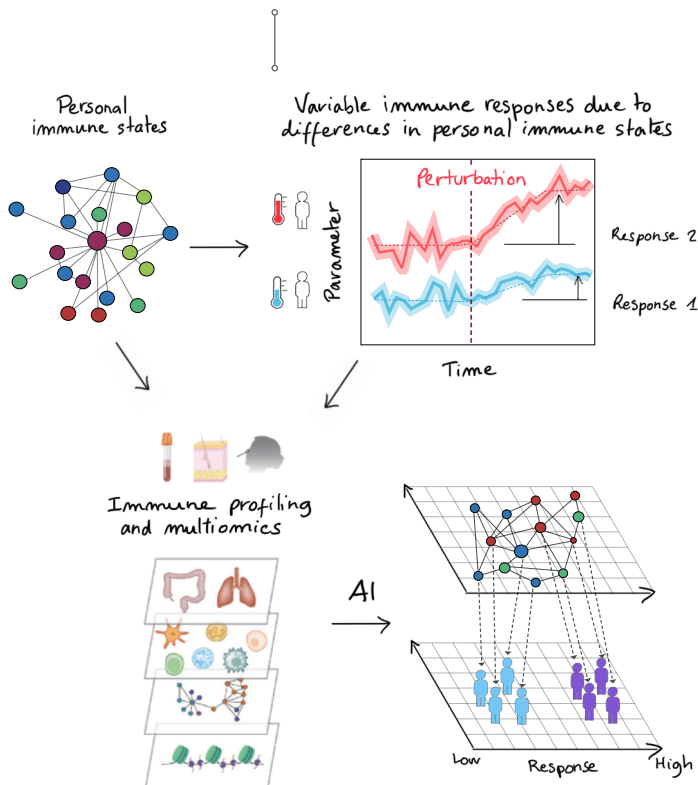 Personal
immune states
Variable immune responses due to
differences in personal immune states
Perturbation
Parameter
Response 2
Response 1
Time
Immune profiling
and multiomics
AI
Low
Response
High